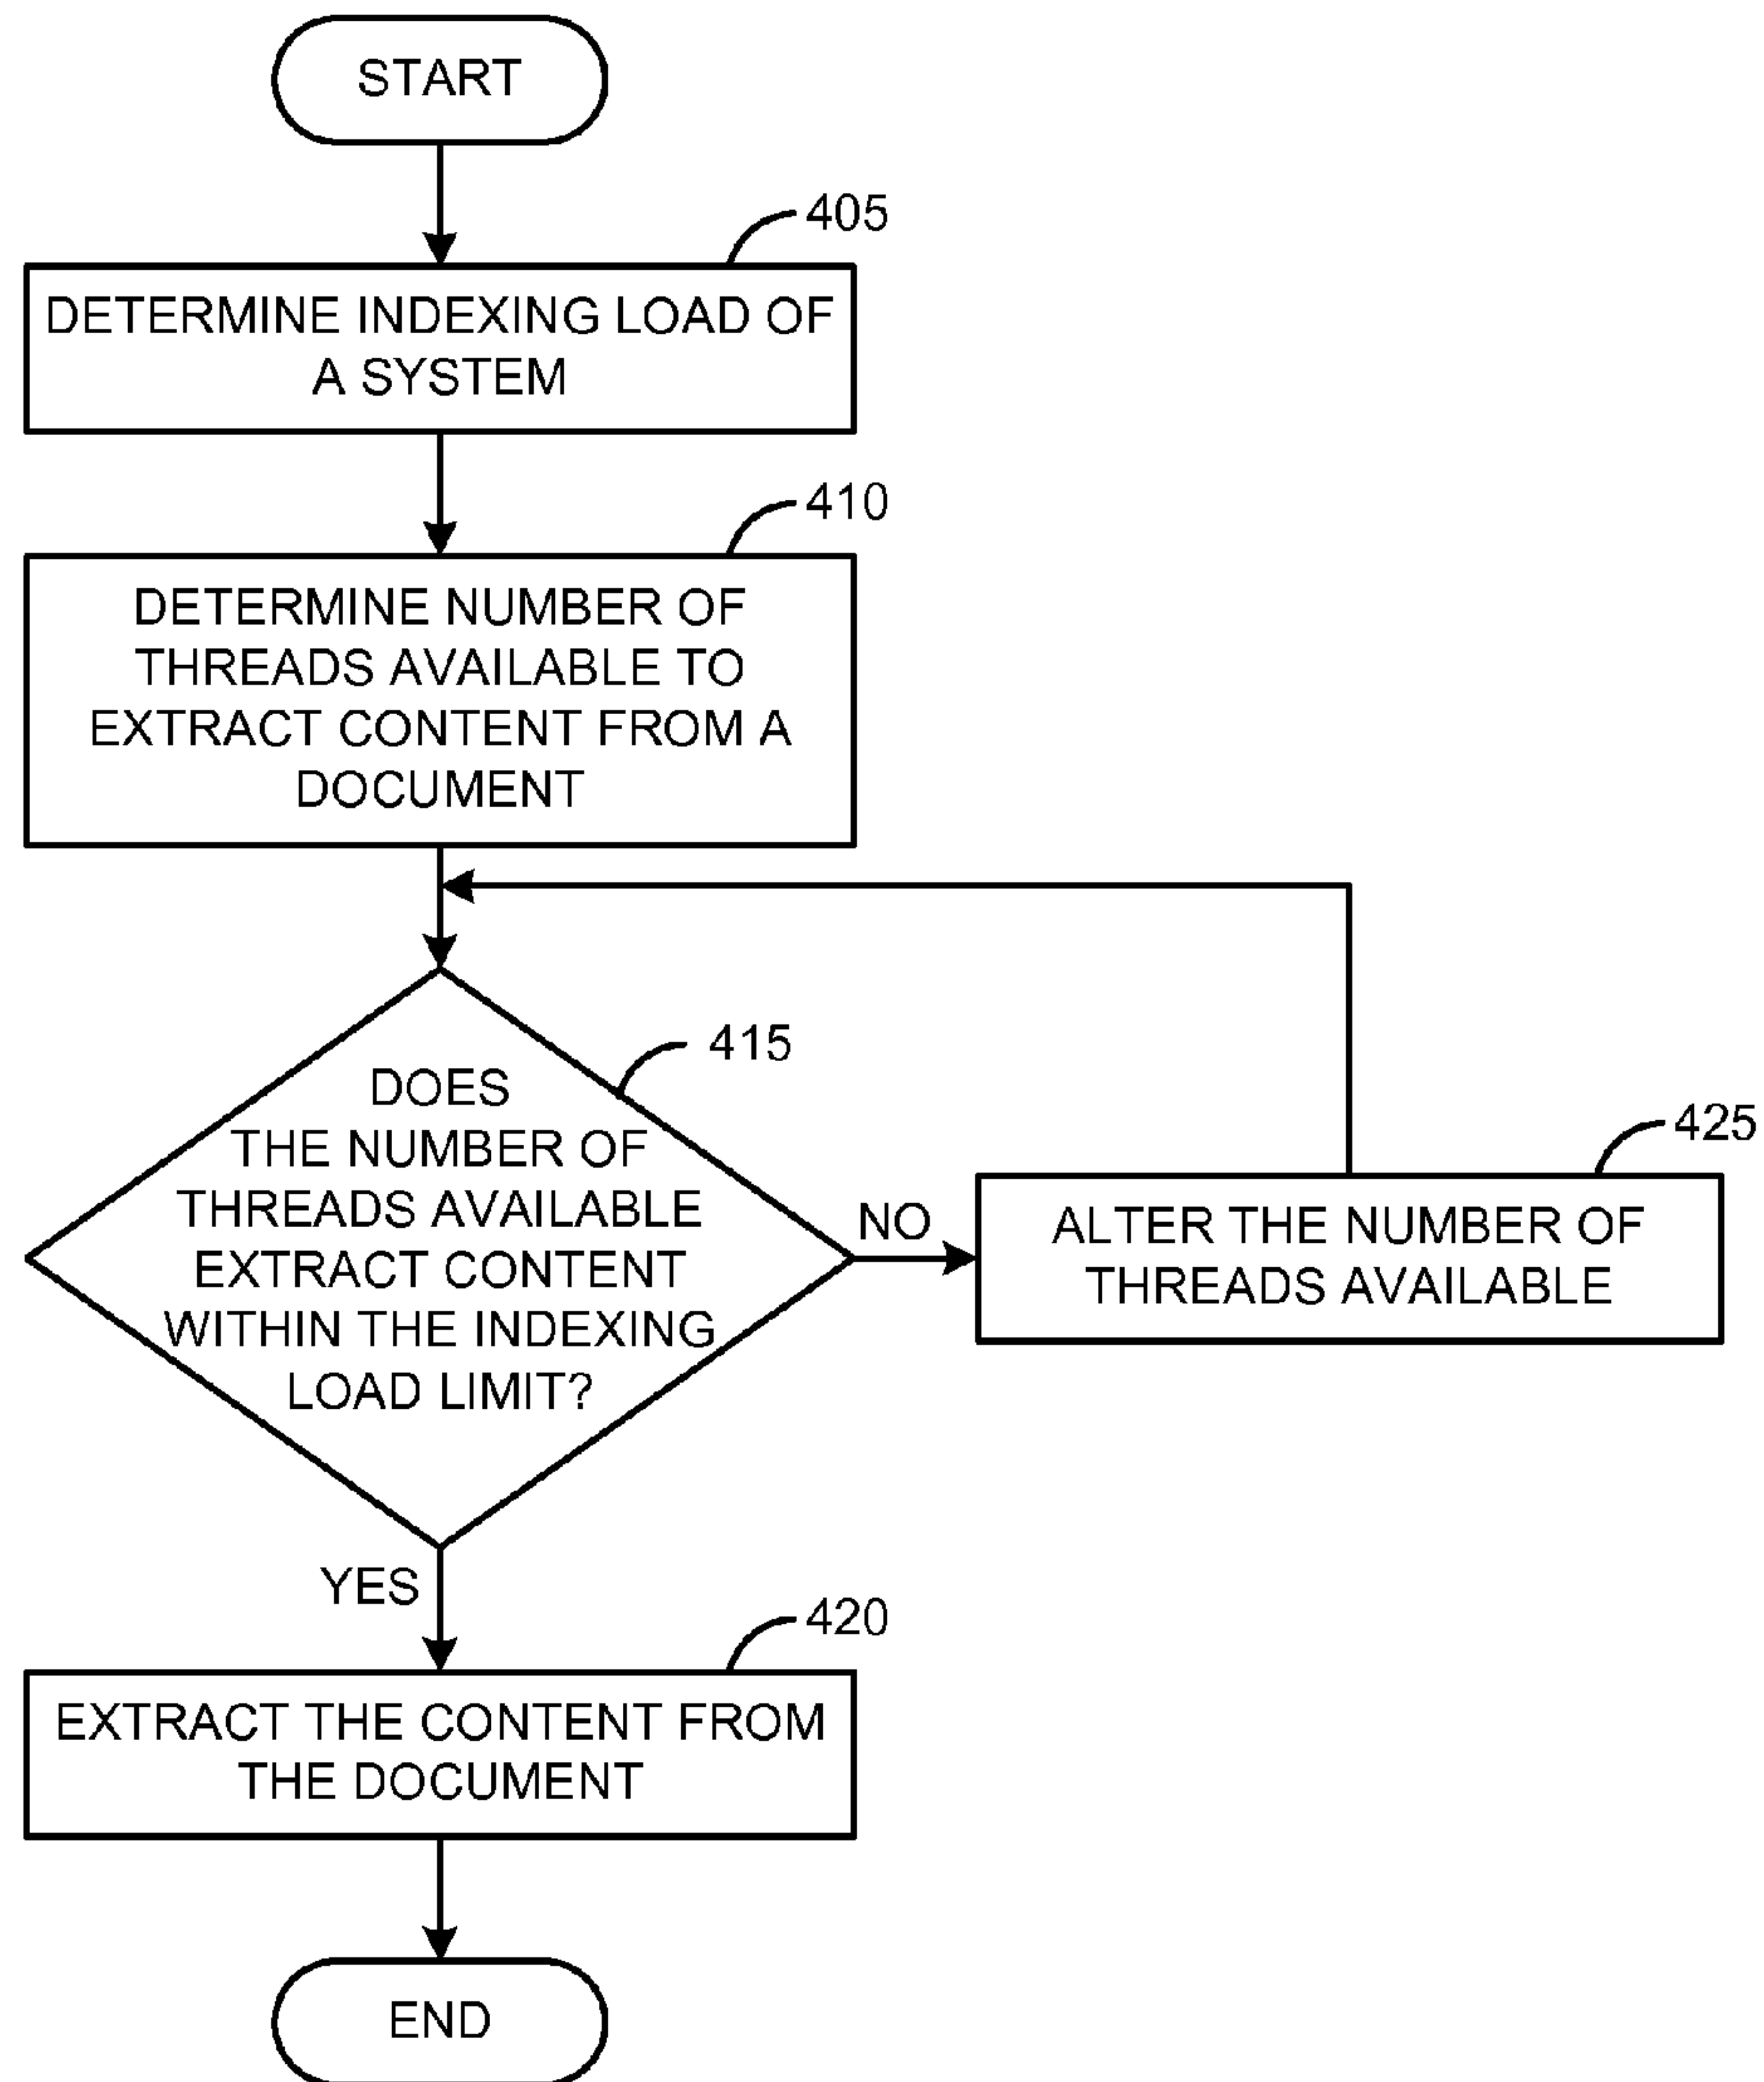 START
405
DETERMINE INDEXING LOAD OF
A SYSTEM
410
DETERMINE NUMBER OF
THREADS AVAILABLE TO
EXTRACT CONTENT FROM A
DOCUMENT
415
DOES
THE NUMBER OF
THREADS AVAILABLE
EXTRACT CONTENT
WITHIN THE INDEXING
LOAD LIMIT?
NO
425
ALTER THE NUMBER OF
THREADS AVAILABLE
YES
420
EXTRACT THE CONTENT FROM
THE DOCUMENT
END